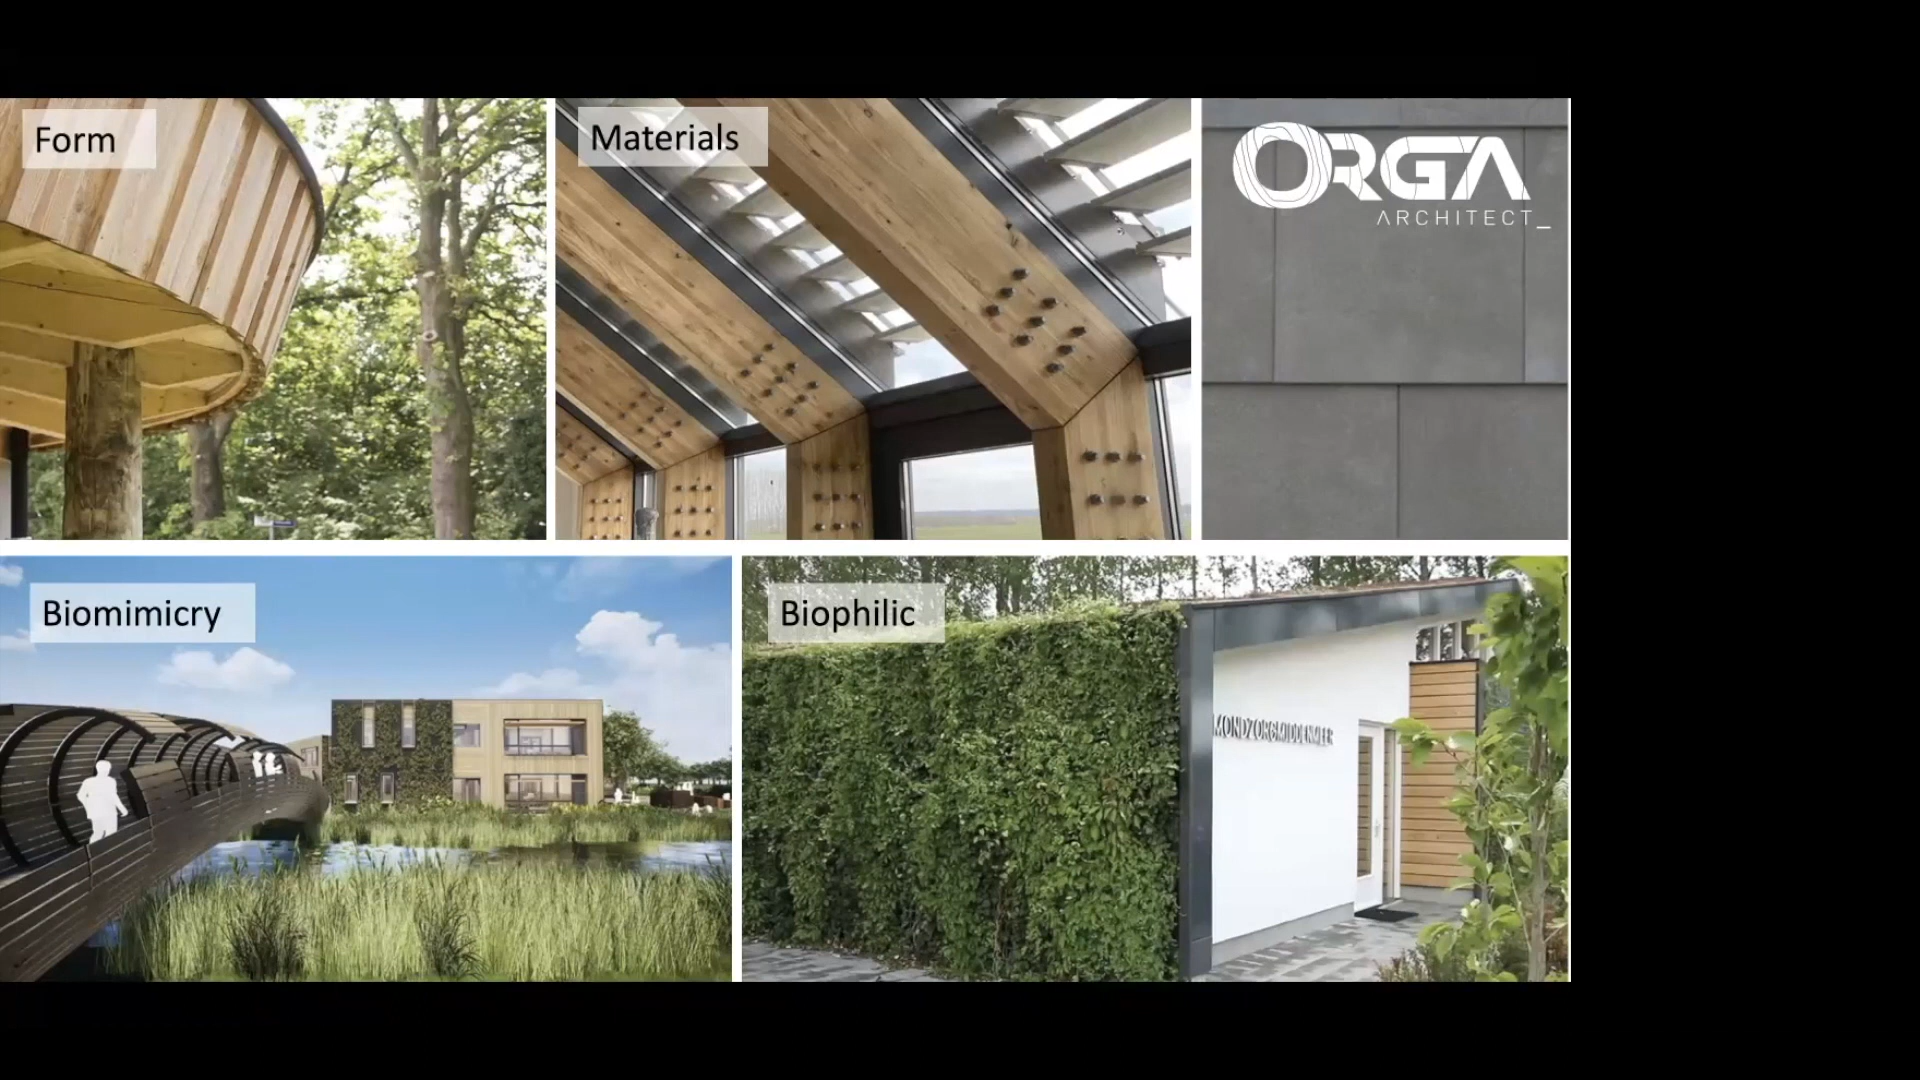 Form
Materials
ORGA
ARCHITECT_
Biomimicry
Biophilic
MONDZORGMIDDENMEER